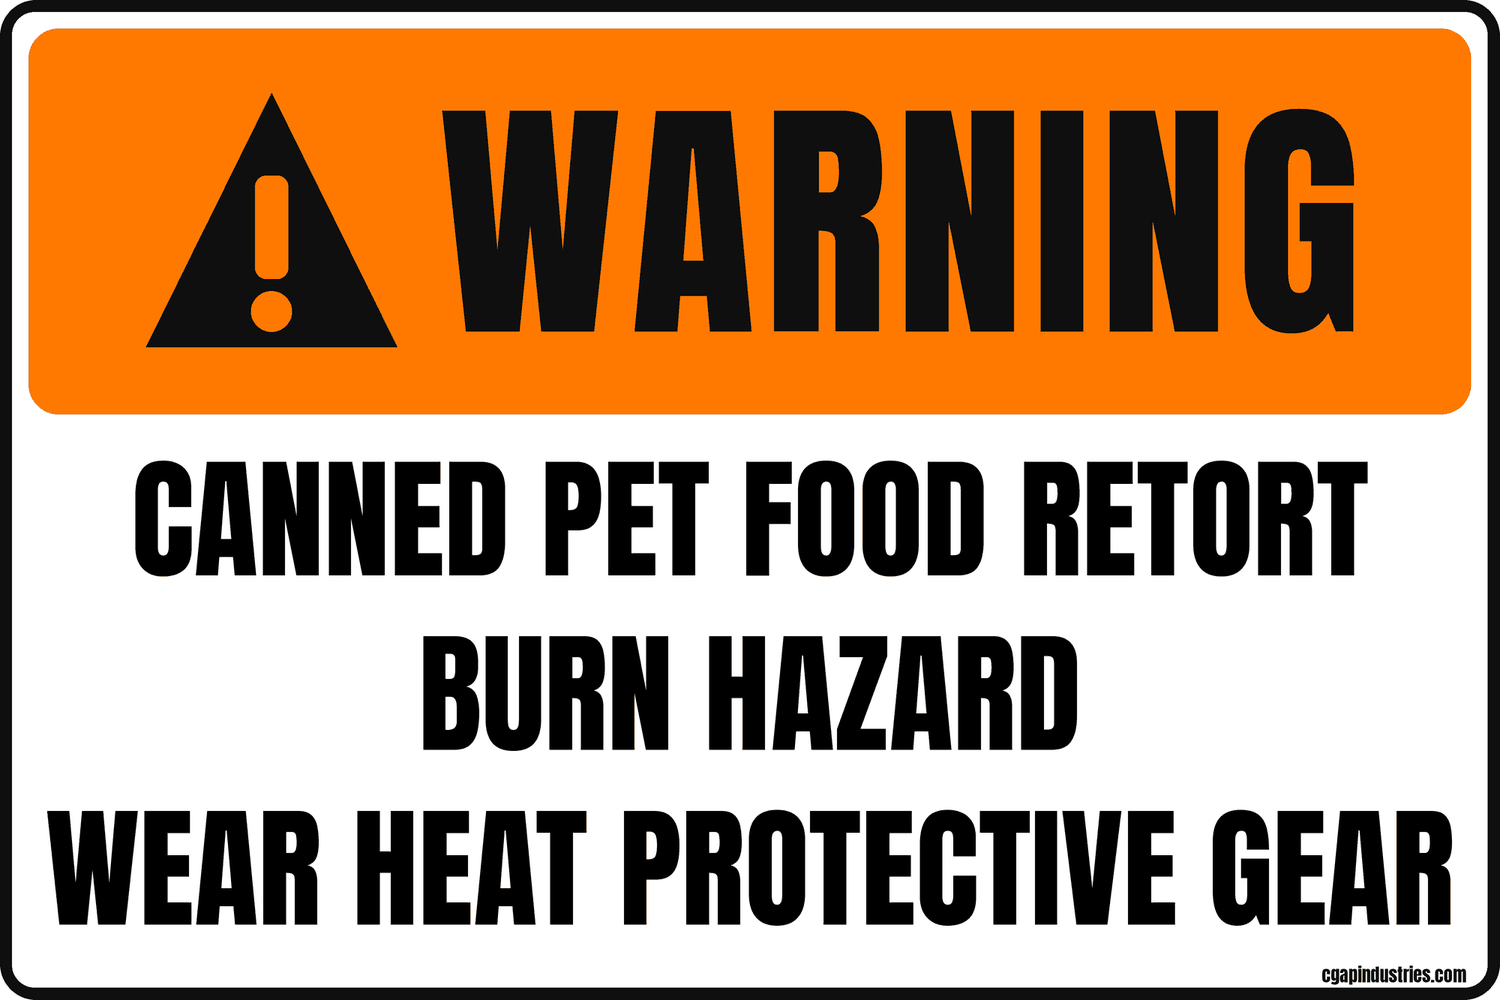 WARNING
CANNED PET FOOD RETORT
BURN HAZARD
WEAR HEAT PROTECTIVE GEAR
cgapindustries.com